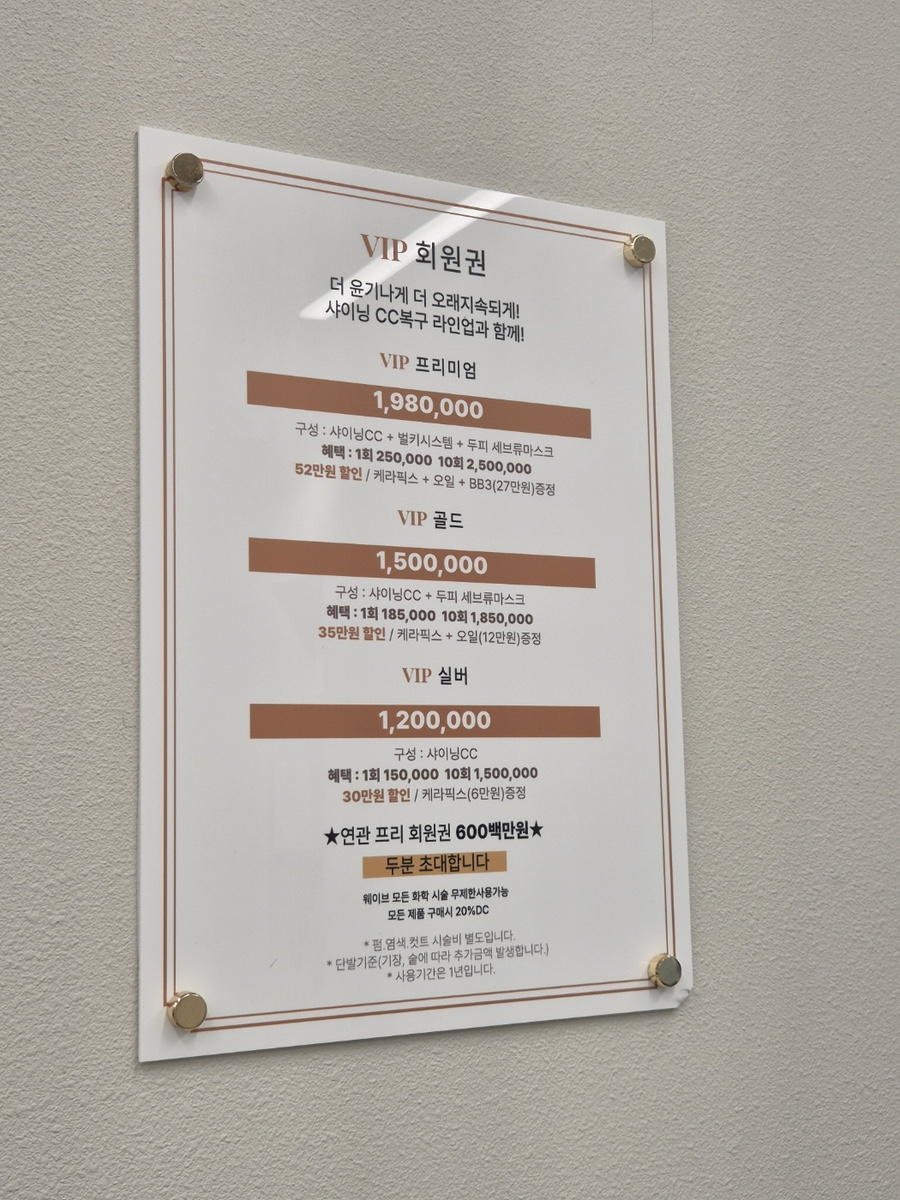 VIP 회원권
더 윤기나게 더 오래지속되게!
샤이닝 CC복구 라인업과 함께!
VIP 프리미엄
1,980,000
구성 : 샤이닝CC + 벌키시스템 + 두피 세브류마스크
혜택 : 1회 250,000 10회 2,500,000
52만원 할인 / 케라픽스 + 오일 + BB3(27만원)증정
VIP 골드
1,500,000
구성 : 샤이닝CC + 두피 세브류마스크
혜택 : 1회 185,000 10회 1,850,000
35만원 할인 / 케라픽스 + 오일(12만원)증정
VIP 실버
1,200,000
구성 : 샤이닝CC
혜택 : 1회 150,000 10회 1,500,000
30만원 할인 / 케라픽스(6만원)증정
★연관 프리 회원권 600백만원★
두분 초대합니다
웨이브 모든 화학 시술 무제한사용가능
모든 제품 구매시 20%DC
* 펌.염색.컷트 시술비 별도입니다.
* 단발기준(기장, 숱에 따라 추가금액 발생합니다.)
* 사용기간은 1년입니다.